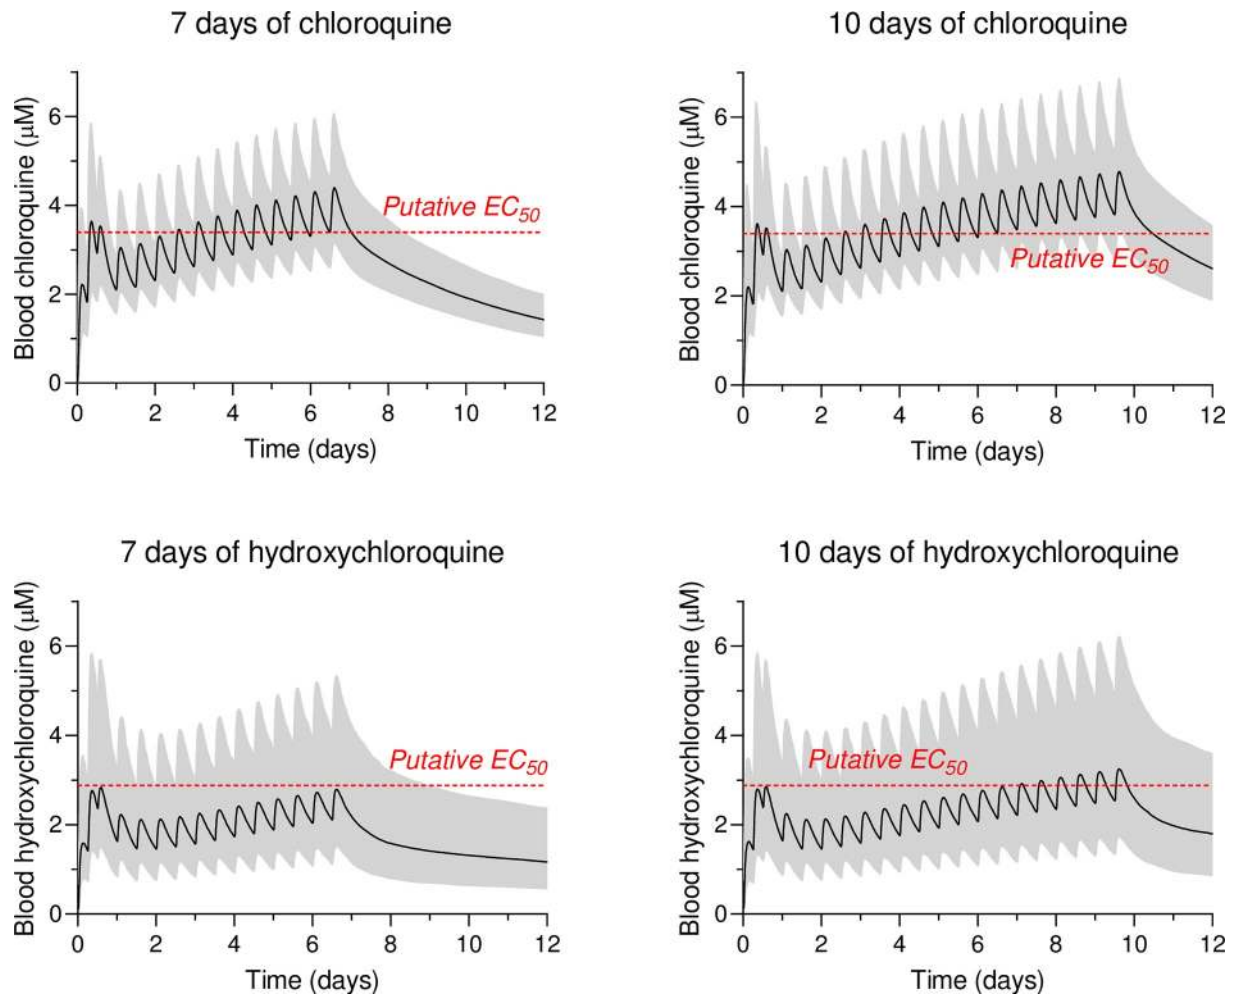 7 days of chloroquine
Blood chloroquine (μM)
6
4
2
0
Putative EC50
0 2 4 6 8 10 12
Time (days)
10 days of chloroquine
Blood chloroquine (μM)
6
4
2
0
Putative EC50
0 2 4 6 8 10 12
Time (days)
7 days of hydroxychloroquine
Blood hydroxychloroquine (μM)
6
4
2
0
Putative EC50
0 2 4 6 8 10 12
Time (days)
10 days of hydroxychloroquine
Blood hydroxychloroquine (μM)
6
4
2
0
Putative EC50
0 2 4 6 8 10 12
Time (days)